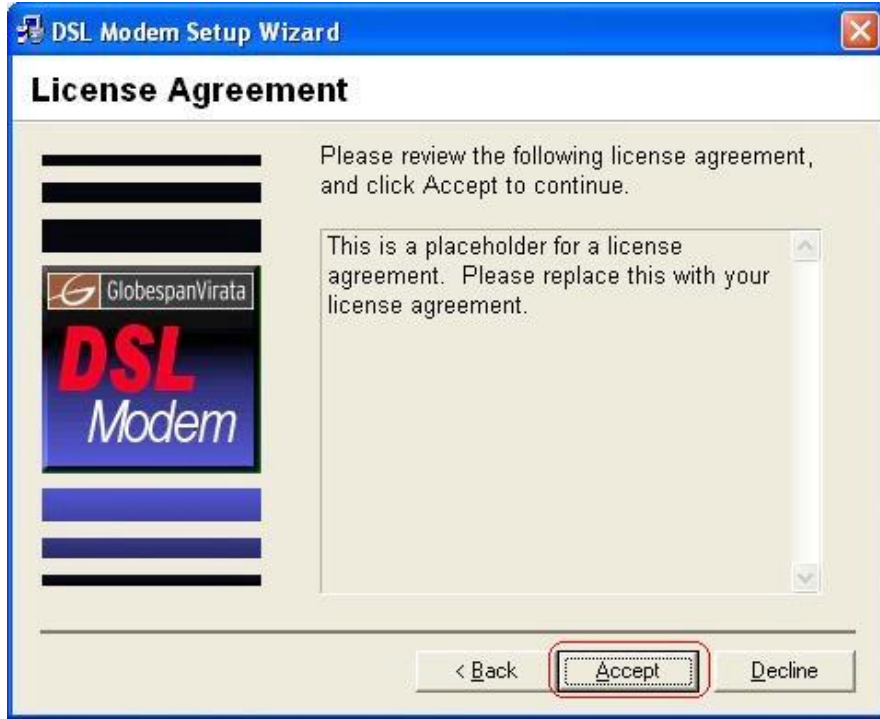 DSL Modem Setup Wizard
License Agreement
Please review the following license agreement,
and click Accept to continue.
This is a placeholder for a license
agreement.  Please replace this with your
license agreement.
GlobespanVirata
DSL
Modem
< Back
Accept
Decline